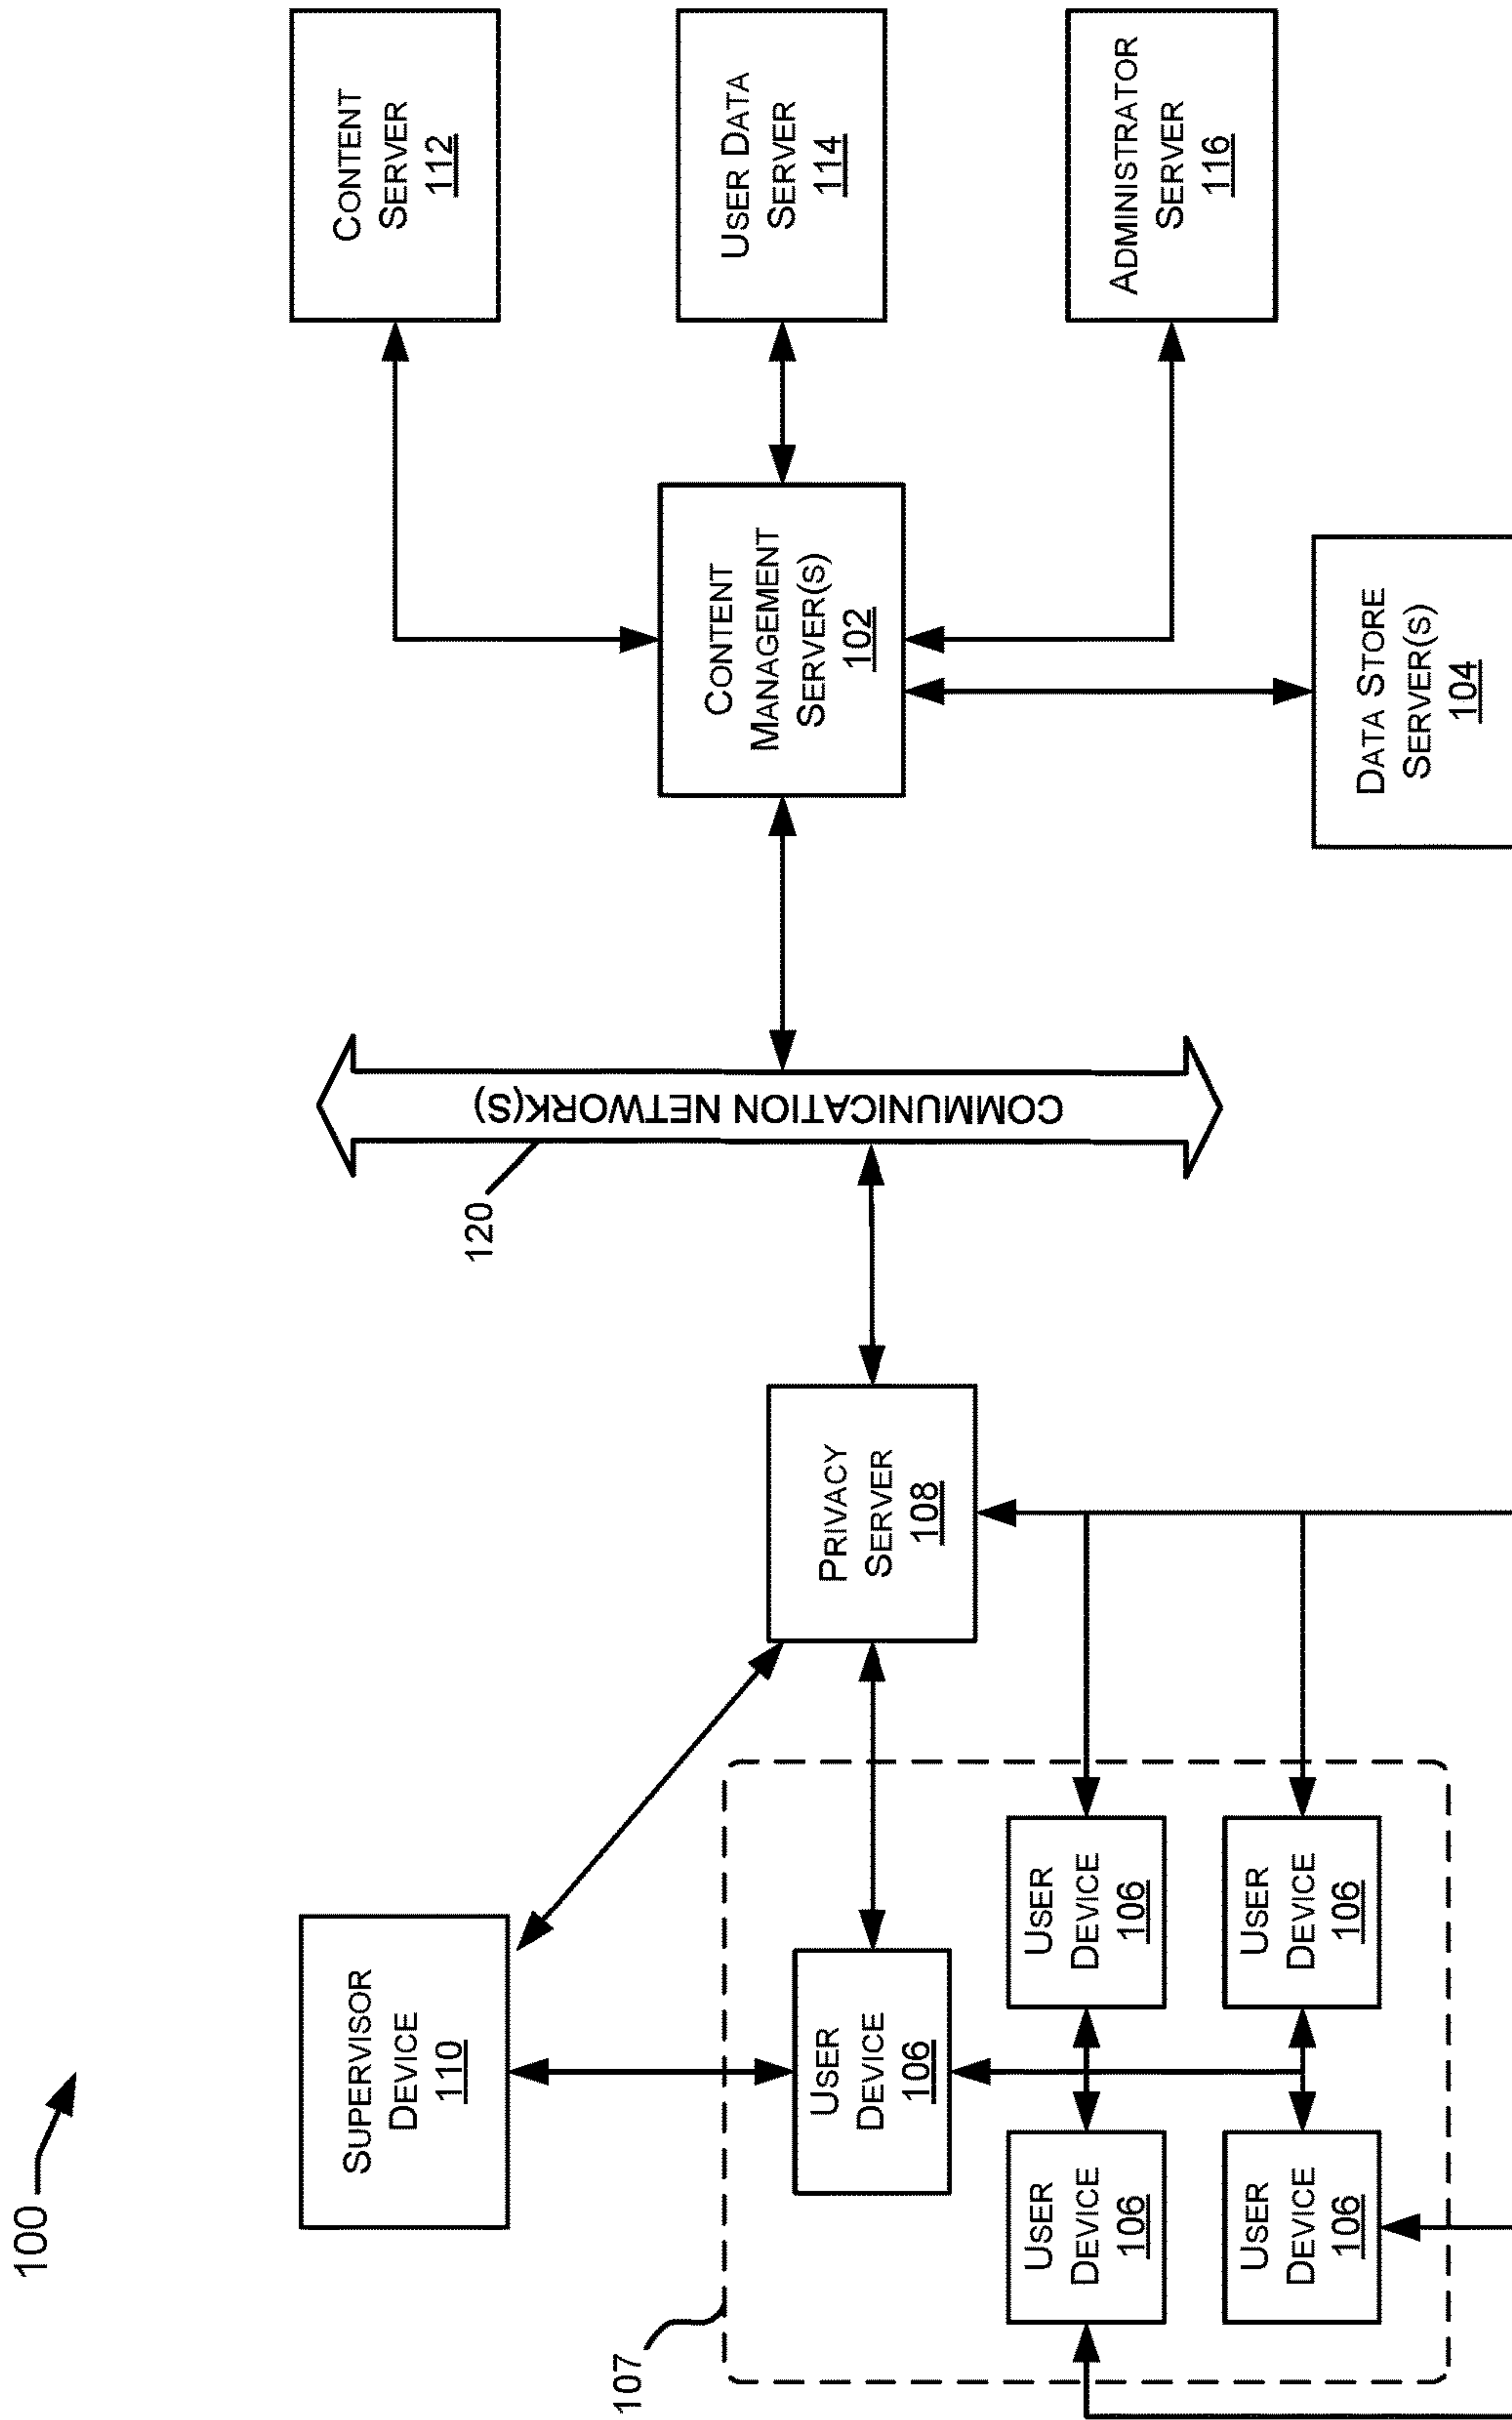 100
SUPERVISOR
DEVICE
110
107
USER
DEVICE
106
USER
DEVICE
106
USER
DEVICE
106
USER
DEVICE
106
USER
DEVICE
106
PRIVACY
SERVER
108
120
COMMUNICATION NETWORK(S)
CONTENT
MANAGEMENT
SERVER(S)
102
DATA STORE
SERVER(S)
104
CONTENT
SERVER
112
USER DATA
SERVER
114
ADMINISTRATOR
SERVER
116